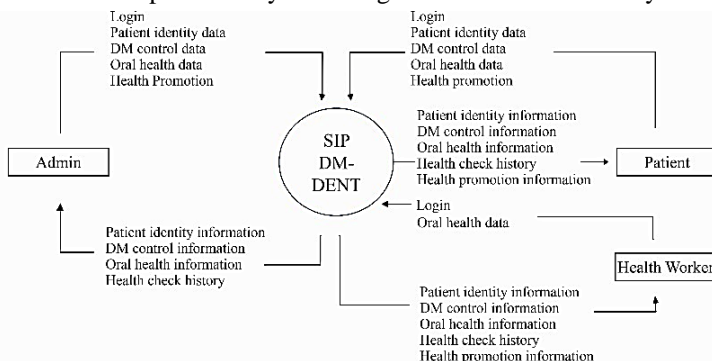 Login
Patient identity data
DM control data
Oral health data
Health Promotion
Login
Patient identity data
DM control data
Oral health data
Health promotion
SIP
DM-
DENT
Admin
Patient identity information
DM control information
Oral health information
Health check history
Health promotion information
Patient
Login
Oral health data
Patient identity information
DM control information
Oral health information
Health check history
Health Worker
Patient identity information
DM control information
Oral health information
Health check history
Health promotion information